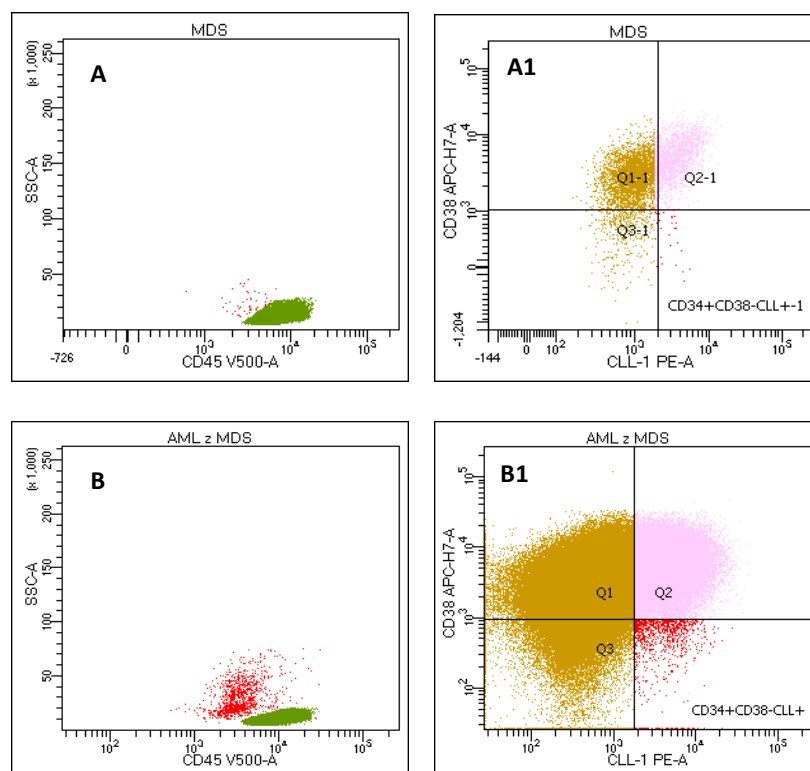 MDS
A
(x 1,000)
250
200
150
100
50
SSC-A
-726
0
10³
10⁴
10⁵
CD45 V500-A
MDS
A1
CD38 APC-H7-A
10⁵
10⁴
10³
0
-1,204
Q1-1
Q2-1
Q3-1
CD34+CD38-CLL+-1
-144
0
10²
10³
10⁴
10⁵
CLL-1 PE-A
AML z MDS
B
(x 1,000)
250
200
150
100
50
SSC-A
10²
10³
10⁴
10⁵
CD45 V500-A
AML z MDS
B1
CD38 APC-H7-A
10⁵
10⁴
10³
10²
Q1
Q2
Q3
CD34+CD38-CLL+
10²
10³
10⁴
10⁵
CLL-1 PE-A